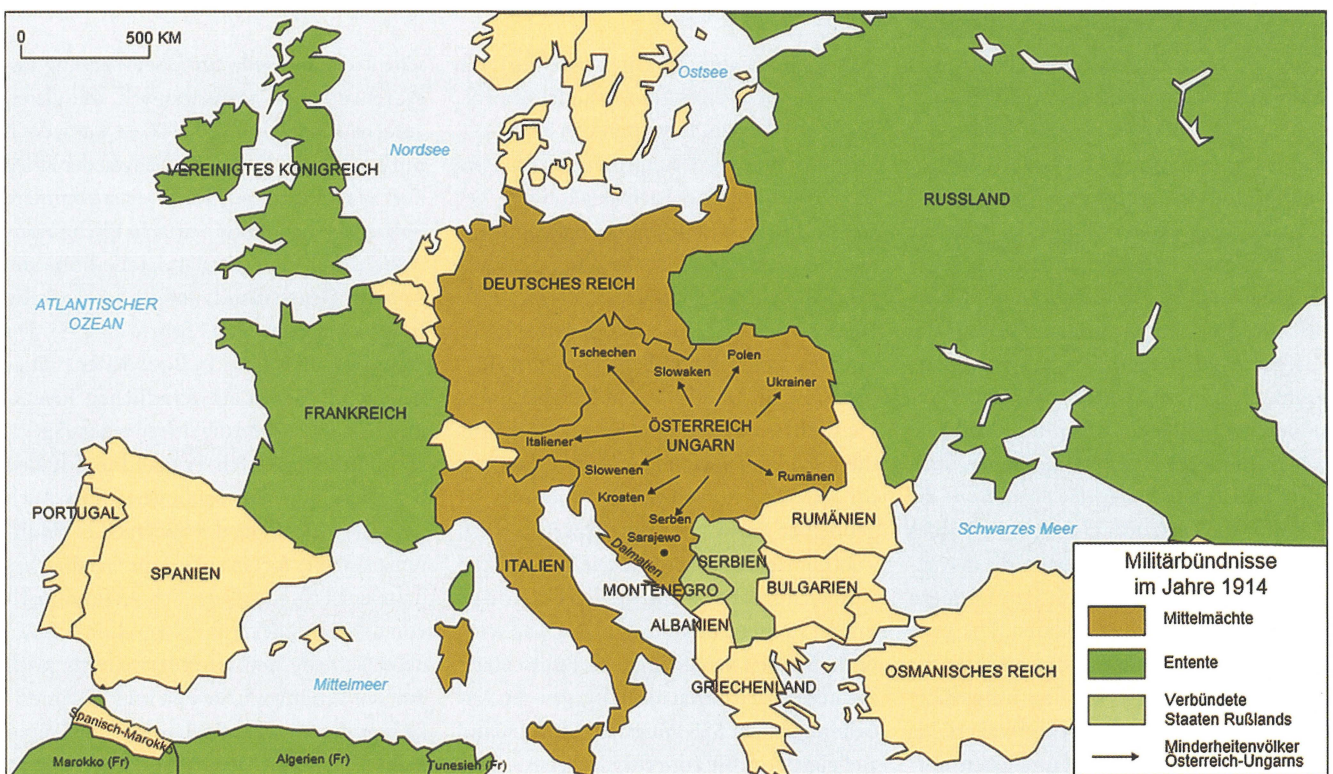 0 500 KM
Ostsee
Nordsee
VEREINIGTES KÖNIGREICH
RUSSLAND
DEUTSCHES REICH
ATLANTISCHER
OZEAN
Tschechen
Polen
Slowaken
Ukrainer
FRANKREICH
ÖSTERREICH
UNGARN
Italiener
Slowenen
Rumänen
Kroaten
Serben
PORTUGAL
RUMÄNIEN
Schwarzes Meer
Sarajewo
Dalmatien
SERBIEN
ITALIEN
SPANIEN
MONTENEGRO
BULGARIEN
ALBANIEN
OSMANISCHES REICH
Mittelmeer
GRIECHENLAND
Spanisch-Marokko
Marokko (Fr)
Algerien (Fr)
Tunesien (Fr)
Militärbündnisse
im Jahre 1914
Mittelmächte
Entente
Verbündete
Staaten Rußlands
Minderheitenvölker
Österreich-Ungarns